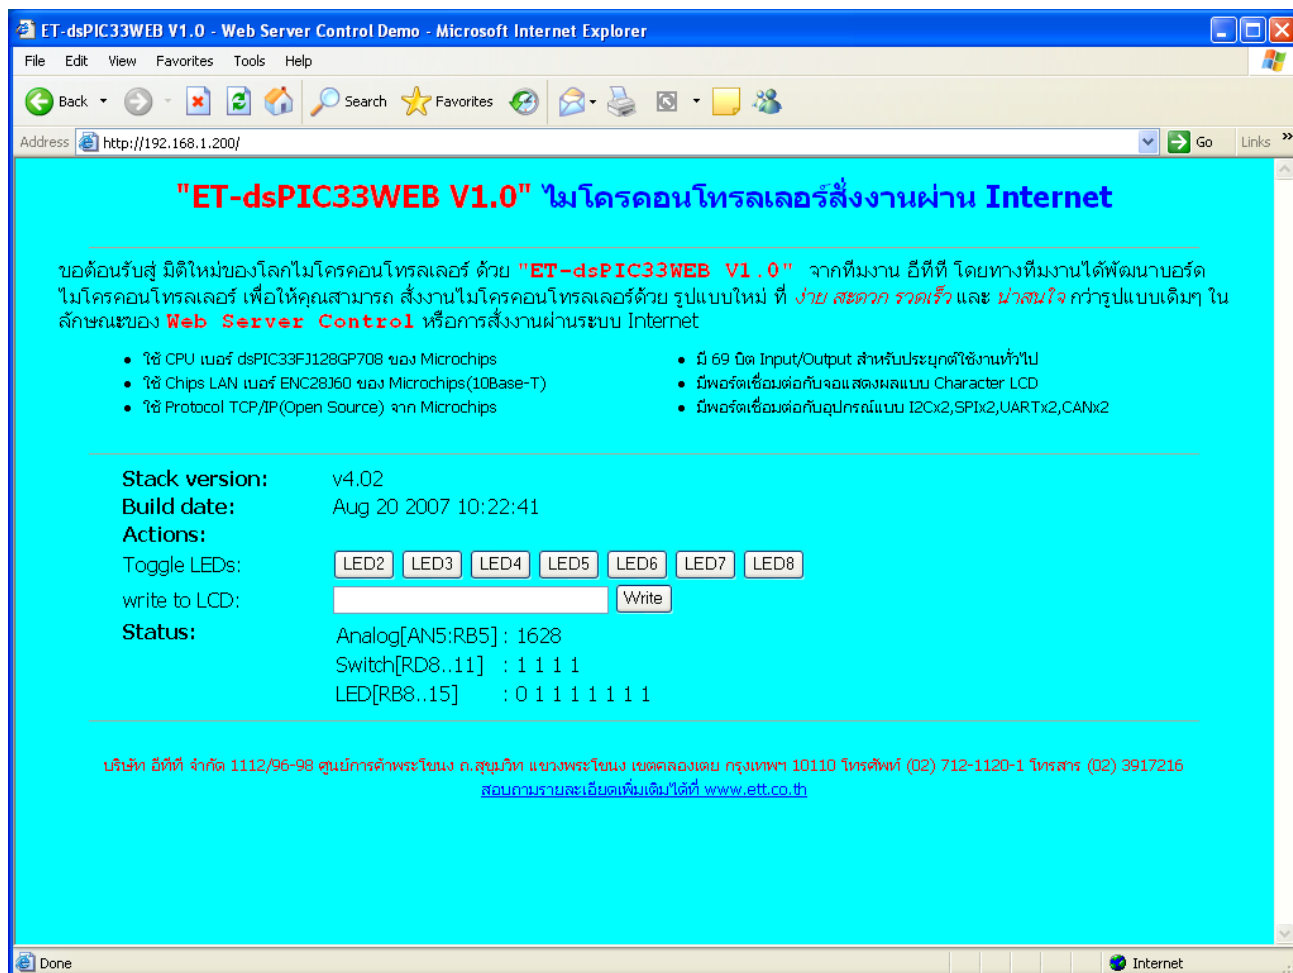 ET-dsPIC33WEB V1.0 - Web Server Control Demo - Microsoft Internet Explorer
File Edit View Favorites Tools Help
Back Search Favorites
Address http://192.168.1.200/ Go Links »
"ET-dsPIC33WEB V1.0" ไมโครคอนโทรลเลอร์สั่งงานผ่าน Internet
ขอต้อนรับสู่ มิติใหม่ของโลกไมโครคอนโทรลเลอร์ ด้วย "ET-dsPIC33WEB V1.0" จากทีมงาน อีทีที โดยทางทีมงานได้พัฒนาบอร์ด
ไมโครคอนโทรลเลอร์ เพื่อให้คุณสามารถ สั่งงานไมโครคอนโทรลเลอร์ด้วย รูปแบบใหม่ ที่ ง่าย สะดวก รวดเร็ว และ น่าสนใจ กว่ารูปแบบเดิมๆ ใน
ลักษณะของ Web Server Control หรือการสั่งงานผ่านระบบ Internet
• ใช้ CPU เบอร์ dsPIC33FJ128GP708 ของ Microchips
• ใช้ Chips LAN เบอร์ ENC28J60 ของ Microchips(10Base-T)
• ใช้ Protocol TCP/IP(Open Source) จาก Microchips
• มี 69 บิต Input/Output สำหรับประยุกต์ใช้งานทั่วไป
• มีพอร์ตเชื่อมต่อกับจอแสดงผลแบบ Character LCD
• มีพอร์ตเชื่อมต่อกับอุปกรณ์แบบ I2Cx2,SPIx2,UARTx2,CANx2
Stack version: v4.02
Build date: Aug 20 2007 10:22:41
Actions:
Toggle LEDs: LED2 LED3 LED4 LED5 LED6 LED7 LED8
write to LCD: Write
Status: Analog[AN5:RB5] : 1628
Switch[RD8..11] : 1 1 1 1
LED[RB8..15] : 0 1 1 1 1 1 1 1
บริษัท อีทีที จำกัด 1112/96-98 ศูนย์การค้าพระโขนง ถ.สุขุมวิท แขวงพระโขนง เขตคลองเตย กรุงเทพฯ 10110 โทรศัพท์ (02) 712-1120-1 โทรสาร (02) 3917216
สอบถามรายละเอียดเพิ่มเติมได้ที่ www.ett.co.th
Done Internet